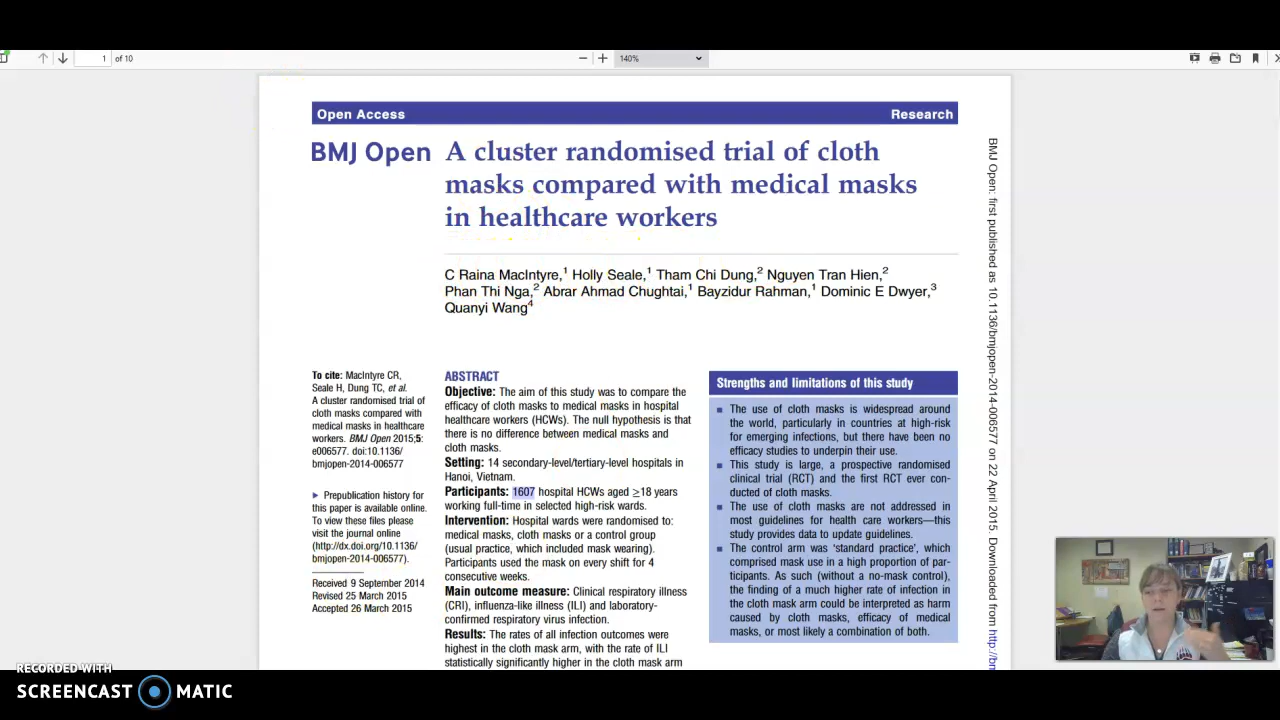 1 of 10
140%
Open Access Research
BMJ Open A cluster randomised trial of cloth
masks compared with medical masks
in healthcare workers
C Raina MacIntyre,1 Holly Seale,1 Tham Chi Dung,2 Nguyen Tran Hien,2
Phan Thi Nga,2 Abrar Ahmad Chughtai,1 Bayzidur Rahman,1 Dominic E Dwyer,3
Quanyi Wang4
To cite: MacIntyre CR,
Seale H, Dung TC, et al.
A cluster randomised trial of
cloth masks compared with
medical masks in healthcare
workers. BMJ Open 2015;5:
e006577. doi:10.1136/
bmjopen-2014-006577
▶ Prepublication history for
this paper is available online.
To view these files please
visit the journal online
(http://dx.doi.org/10.1136/
bmjopen-2014-006577).
Received 9 September 2014
Revised 25 March 2015
Accepted 26 March 2015
ABSTRACT
Objective: The aim of this study was to compare the
efficacy of cloth masks to medical masks in hospital
healthcare workers (HCWs). The null hypothesis is that
there is no difference between medical masks and
cloth masks.
Setting: 14 secondary-level/tertiary-level hospitals in
Hanoi, Vietnam.
Participants: 1607 hospital HCWs aged ≥18 years
working full-time in selected high-risk wards.
Intervention: Hospital wards were randomised to:
medical masks, cloth masks or a control group
(usual practice, which included mask wearing).
Participants used the mask on every shift for 4
consecutive weeks.
Main outcome measure: Clinical respiratory illness
(CRI), influenza-like illness (ILI) and laboratory-
confirmed respiratory virus infection.
Results: The rates of all infection outcomes were
highest in the cloth mask arm, with the rate of ILI
statistically significantly higher in the cloth mask arm
Strengths and limitations of this study
▪ The use of cloth masks is widespread around
the world, particularly in countries at high-risk
for emerging infections, but there have been no
efficacy studies to underpin their use.
▪ This study is large, a prospective randomised
clinical trial (RCT) and the first RCT ever con-
ducted of cloth masks.
▪ The use of cloth masks are not addressed in
most guidelines for health care workers—this
study provides data to update guidelines.
▪ The control arm was ‘standard practice’, which
comprised mask use in a high proportion of par-
ticipants. As such (without a no-mask control),
the finding of a much higher rate of infection in
the cloth mask arm could be interpreted as harm
caused by cloth masks, efficacy of medical
masks, or most likely a combination of both.
BMJ Open: first published as 10.1136/bmjopen-2014-006577 on 22 April 2015. Downloaded from http://bm
RECORDED WITH
SCREENCAST MATIC